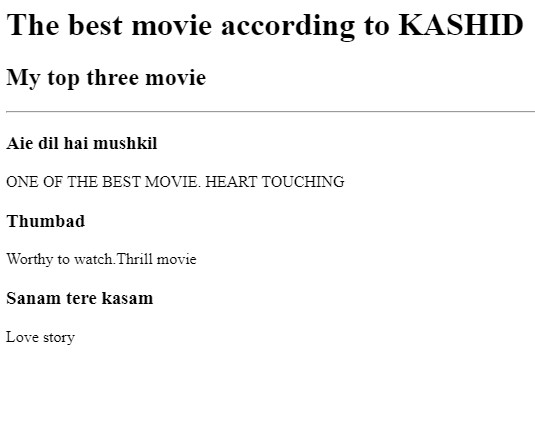 The best movie according to KASHID
My top three movie
Aie dil hai mushkil
ONE OF THE BEST MOVIE. HEART TOUCHING
Thumbad
Worthy to watch.Thrill movie
Sanam tere kasam
Love story